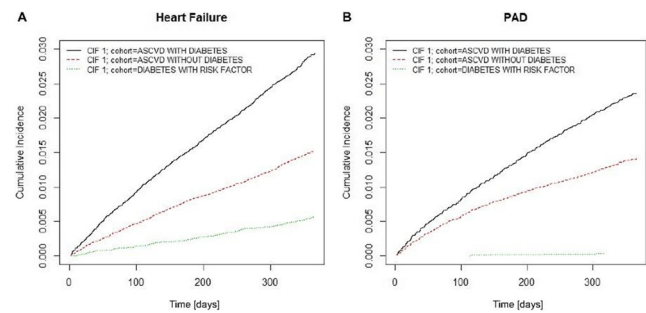 A
Heart Failure
CIF 1; cohort=ASCVD WITH DIABETES
CIF 1; cohort=ASCVD WITHOUT DIABETES
CIF 1; cohort=DIABETES WITH RISK FACTOR
Cumulative Incidence
0.030
0.025
0.020
0.015
0.010
0.005
0.000
0
100
200
300
Time [days]
B
PAD
CIF 1; cohort=ASCVD WITH DIABETES
CIF 1; cohort=ASCVD WITHOUT DIABETES
CIF 1; cohort=DIABETES WITH RISK FACTOR
Cumulative Incidence
0.030
0.025
0.020
0.015
0.010
0.005
0.000
0
100
200
300
Time [days]